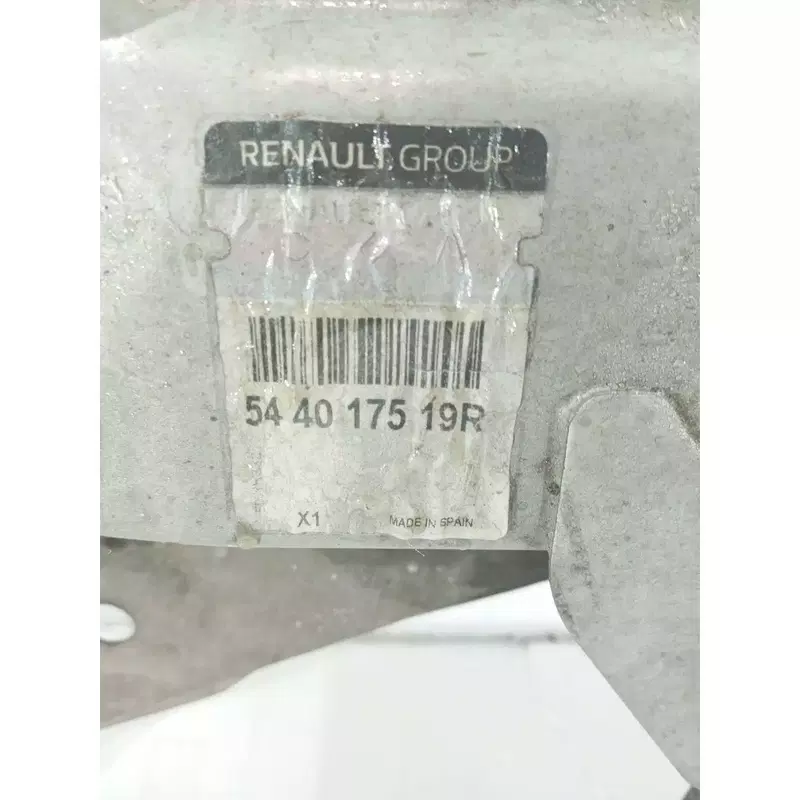 RENAULT GROUP
54 40 175 19R
X1
MADE IN SPAIN